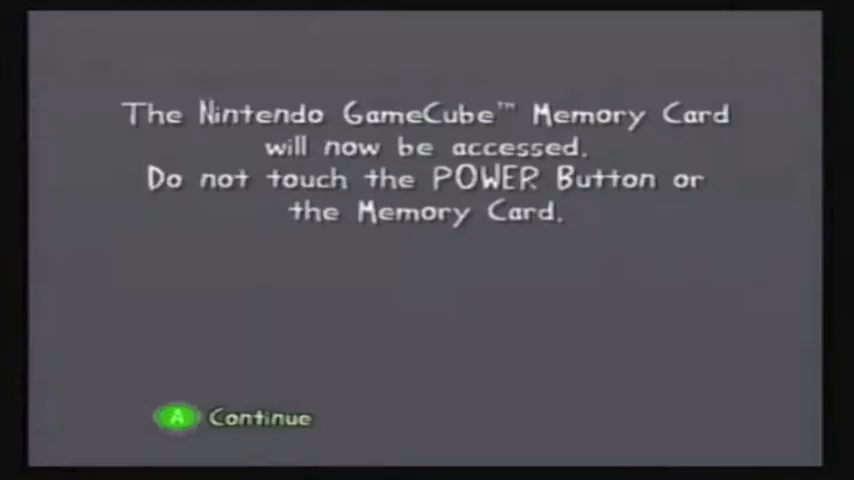 The Nintendo GameCube™ Memory Card
will now be accessed.
Do not touch the POWER Button or
the Memory Card.
A Continue